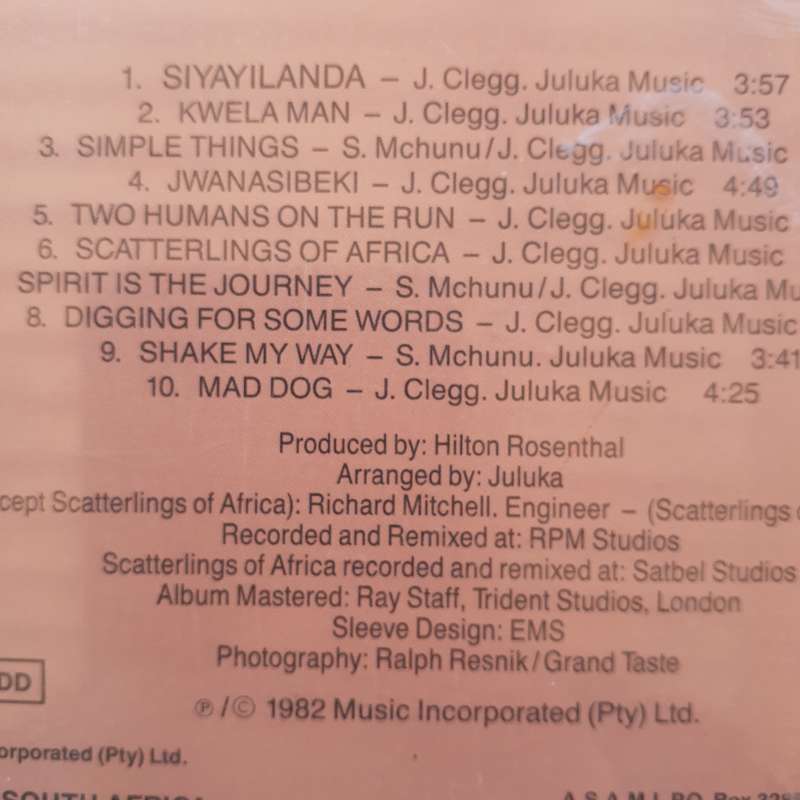 1. SIYAYILANDA – J. Clegg. Juluka Music 3:57
2. KWELA MAN – J. Clegg. Juluka Music 3:53
3. SIMPLE THINGS – S. Mchunu/J. Clegg. Juluka Music
4. JWANASIBEKI – J. Clegg. Juluka Music 4:49
5. TWO HUMANS ON THE RUN – J. Clegg. Juluka Music
6. SCATTERLINGS OF AFRICA – J. Clegg. Juluka Music
SPIRIT IS THE JOURNEY – S. Mchunu/J. Clegg. Juluka Mu
8. DIGGING FOR SOME WORDS – J. Clegg. Juluka Music
9. SHAKE MY WAY – S. Mchunu. Juluka Music 3:41
10. MAD DOG – J. Clegg. Juluka Music 4:25
Produced by: Hilton Rosenthal
Arranged by: Juluka
cept Scatterlings of Africa): Richard Mitchell. Engineer – (Scatterlings
Recorded and Remixed at: RPM Studios
Scatterlings of Africa recorded and remixed at: Satbel Studios
Album Mastered: Ray Staff, Trident Studios, London
Sleeve Design: EMS
Photography: Ralph Resnik/Grand Taste
DD
℗/© 1982 Music Incorporated (Pty) Ltd.
orporated (Pty) Ltd.
SOUTH AFRICA